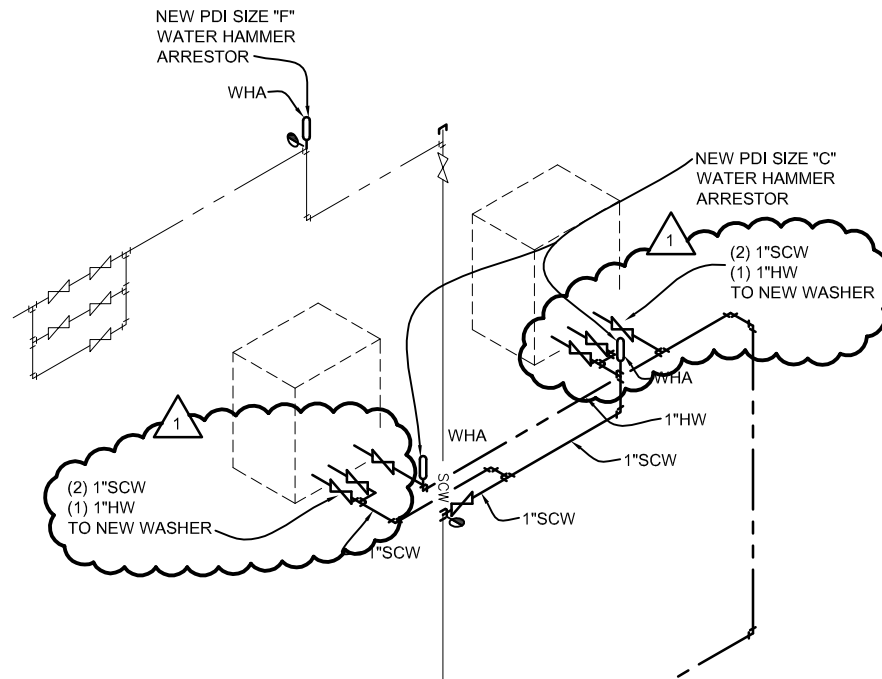 NEW PDI SIZE "F"
WATER HAMMER
ARRESTOR
WHA
NEW PDI SIZE "C"
WATER HAMMER
ARRESTOR
1
(2) 1"SCW
(1) 1"HW
TO NEW WASHER
WHA
1"HW
1"SCW
1
WHA
SCW
(2) 1"SCW
(1) 1"HW
TO NEW WASHER
1"SCW
1"SCW